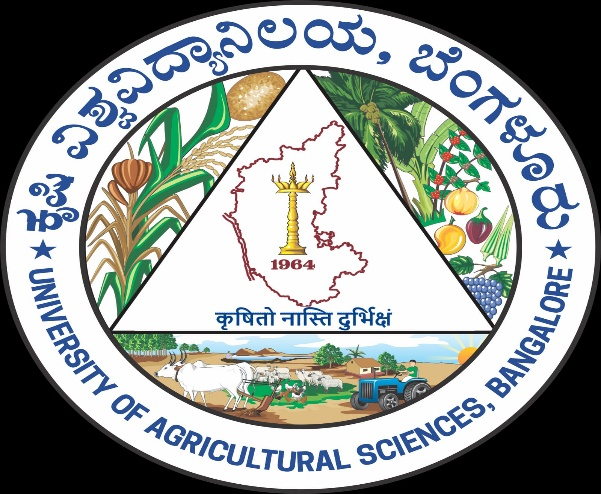 ಕೃಷಿ ವಿಶ್ವವಿದ್ಯಾನಿಲಯ, ಬೆಂಗಳೂರು
1964
कृषितो नास्ति दुर्भिक्षं
★ UNIVERSITY OF AGRICULTURAL SCIENCES, BANGALORE ★